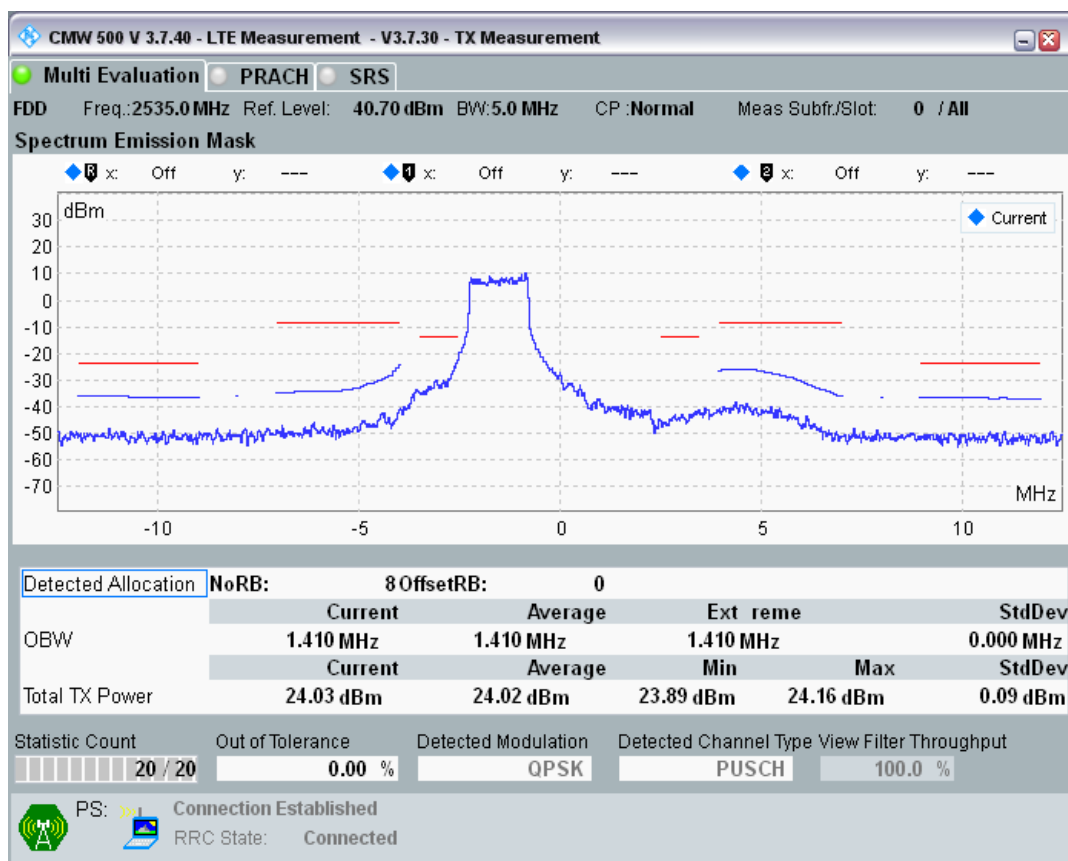 CMW 500 V 3.7.40 - LTE Measurement - V3.7.30 - TX Measurement
Multi Evaluation PRACH SRS
FDD Freq.:2535.0 MHz Ref. Level: 40.70 dBm BW:5.0 MHz CP :Normal Meas Subfr./Slot: 0 / All
Spectrum Emission Mask
R x: Off y: --- 1 x: Off y: --- 2 x: Off y: ---
dBm
Current
30
20
10
0
-10
-20
-30
-40
-50
-60
-70
MHz
-10 -5 0 5 10
Detected Allocation NoRB: 8 OffsetRB: 0
Current Average Ext reme StdDev
OBW 1.410 MHz 1.410 MHz 1.410 MHz 0.000 MHz
Current Average Min Max StdDev
Total TX Power 24.03 dBm 24.02 dBm 23.89 dBm 24.16 dBm 0.09 dBm
Statistic Count Out of Tolerance Detected Modulation Detected Channel Type View Filter Throughput
20 / 20 0.00 % QPSK PUSCH 100.0 %
PS: Connection Established
RRC State: Connected